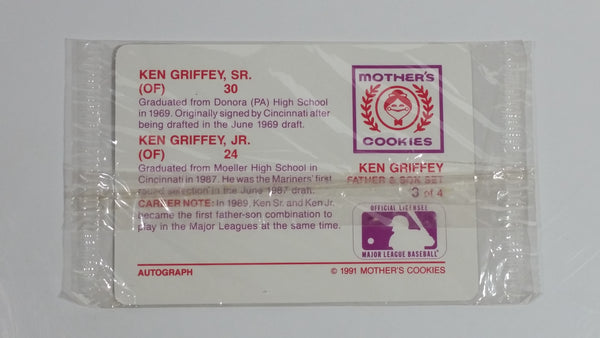 KEN GRIFFEY, SR.
(OF) 30
Graduated from Donora (PA) High School
in 1969. Originally signed by Cincinnati after
being drafted in the June 1969 draft.
KEN GRIFFEY, JR.
(OF) 24
Graduated from Moeller High School in
Cincinnati in 1987. He was the Mariners' first
round selection in the June 1987 draft.
CAREER NOTE: In 1989, Ken Sr. and Ken Jr.
became the first father-son combination to
play in the Major Leagues at the same time.
AUTOGRAPH
MOTHER'S
COOKIES
KEN GRIFFEY
FATHER & SON SET
3 of 4
OFFICIAL LICENSEE
MAJOR LEAGUE BASEBALL
© 1991 MOTHER'S COOKIES